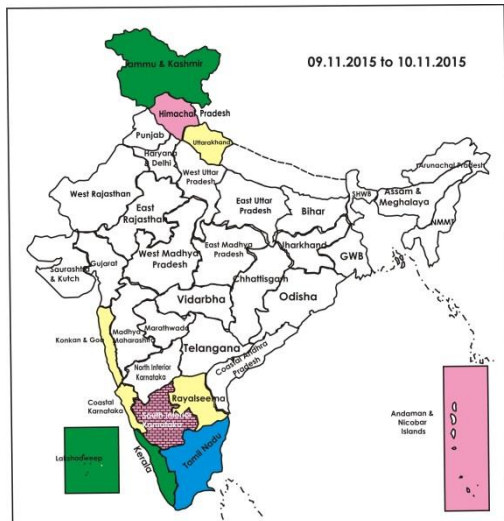 Jammu & Kashmir
09.11.2015 to 10.11.2015
Himachal Pradesh
Punjab
Uttarakhand
Haryana
& Delhi
West Uttar
Pradesh
Arunachal Pradesh
West Rajasthan
East
Rajasthan
East Uttar
Pradesh
Bihar
SHWB
Assam &
Meghalaya
NMMT
Saurashtra
& Kutch
Gujarat
West Madhya
Pradesh
East Madhya
Pradesh
Jharkhand
GWB
Chhattisgarh
Odisha
Vidarbha
Konkan & Goa
Madhya
Maharashtra
Marathwada
Telangana
Coastal Andhra
Pradesh
North Interior
Karnataka
Coastal
Karnataka
Rayalseema
South Interior
Karnataka
Andaman &
Nicobar
Islands
Lakshadweep
Kerala
Tamil Nadu